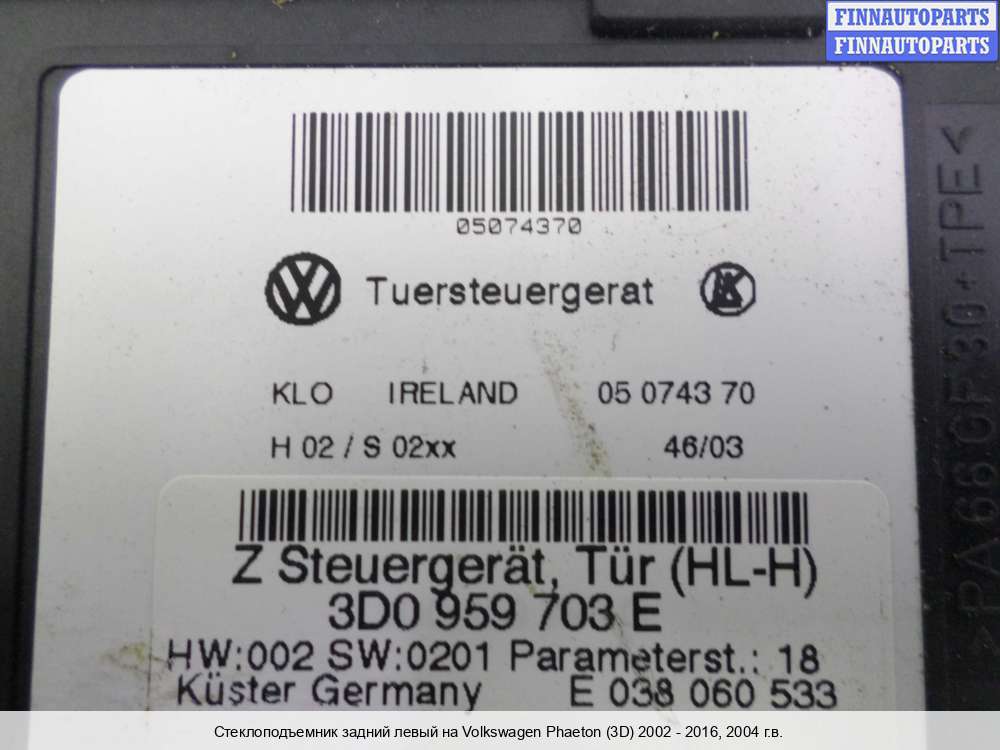 FINNAUTOPARTS
FINNAUTOPARTS
05074370
Tuersteuergerat
KLO IRELAND 05 0743 70
H 02 / S 02xx 46/03
Z Steuergerät, Tür (HL-H)
3D0 959 703 E
HW:002 SW:0201 Parameterst.: 18
Küster Germany E 038 060 533
>PA 66 GF30+TPE<
Стеклоподъемник задний левый на Volkswagen Phaeton (3D) 2002 - 2016, 2004 г.в.